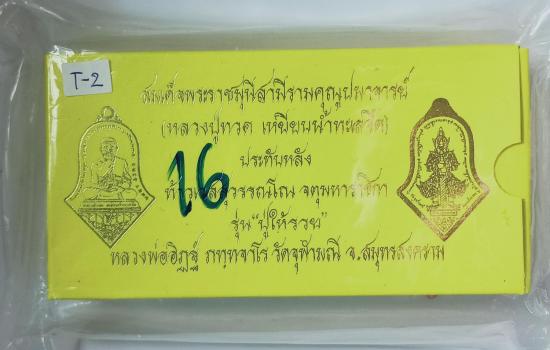 T-2
สมเด็จพระราชมุนีสามีรามคุณูปมาจารย์
(หลวงปู่ทวด เหยียบน้ำทะเลจืด)
ประทับหลัง
16
ท้าวเวสสุวรรณโณ จตุมหาราชิกา
รุ่น"ปู่ให้รวย"
หลวงพ่ออิฏฐ์ ภทฺทจาโร วัดจุฬามณี จ.สมุทรสงคราม